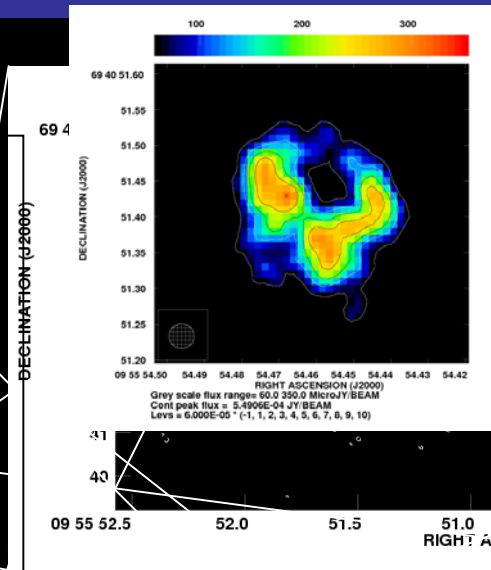 100 200 300
69 40 51.60
51.55
51.50
51.45
51.40
51.35
51.30
51.25
51.20
DECLINATION (J2000)
09 55 54.50 54.49 54.48 54.47 54.46 54.45 54.44 54.43 54.42
RIGHT ASCENSION (J2000)
Grey scale flux range= 60.0 350.0 MicroJY/BEAM
Cont peak flux = 5.4906E-04 JY/BEAM
Levs = 6.000E-05 * (-1, 1, 2, 3, 4, 5, 6, 7, 8, 9, 10)
69 4
DECLINATION (J2000)
41
40
09 55 52.5 52.0 51.5 51.0
RIGHT A